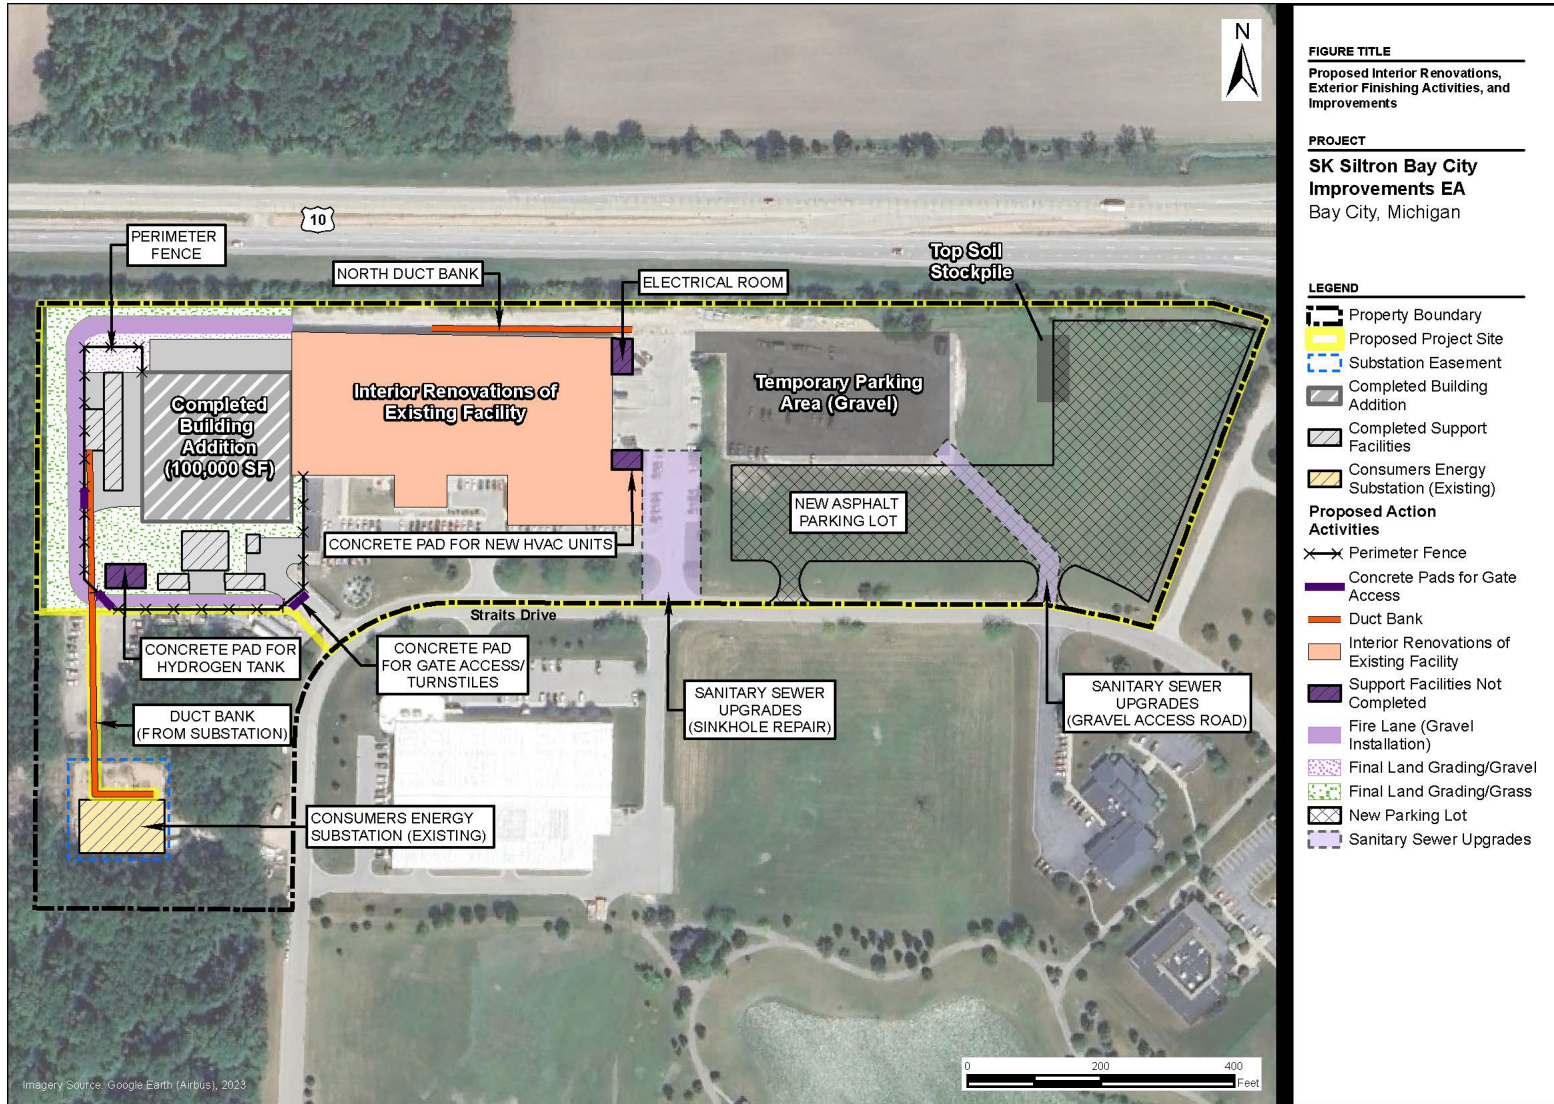 N
10
PERIMETER
FENCE
NORTH DUCT BANK
ELECTRICAL ROOM
Top Soil
Stockpile
Completed
Building
Addition
(100,000 SF)
Interior Renovations of
Existing Facility
Temporary Parking
Area (Gravel)
NEW ASPHALT
PARKING LOT
CONCRETE PAD FOR NEW HVAC UNITS
Straits Drive
CONCRETE PAD FOR
HYDROGEN TANK
CONCRETE PAD
FOR GATE ACCESS/
TURNSTILES
SANITARY SEWER
UPGRADES
(SINKHOLE REPAIR)
SANITARY SEWER
UPGRADES
(GRAVEL ACCESS ROAD)
DUCT BANK
(FROM SUBSTATION)
CONSUMERS ENERGY
SUBSTATION (EXISTING)
Imagery Source: Google Earth (Airbus), 2023
0 200 400
Feet
FIGURE TITLE
Proposed Interior Renovations,
Exterior Finishing Activities, and
Improvements
PROJECT
SK Siltron Bay City
Improvements EA
Bay City, Michigan
LEGEND
Property Boundary
Proposed Project Site
Substation Easement
Completed Building
Addition
Completed Support
Facilities
Consumers Energy
Substation (Existing)
Proposed Action
Activities
Perimeter Fence
Concrete Pads for Gate
Access
Duct Bank
Interior Renovations of
Existing Facility
Support Facilities Not
Completed
Fire Lane (Gravel
Installation)
Final Land Grading/Gravel
Final Land Grading/Grass
New Parking Lot
Sanitary Sewer Upgrades